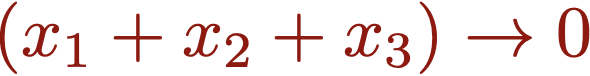 (x₁ + x₂ + x₃) → 0